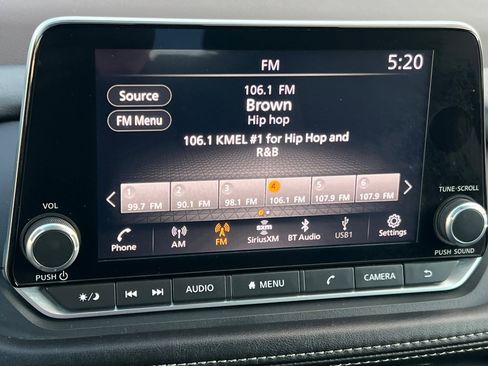 FM
5:20
Source
106.1 FM
Brown
FM Menu
Hip hop
106.1 KMEL #1 for Hip Hop and
R&B
1 2 3 4 5 6
99.7 FM 90.1 FM 98.1 FM 106.1 FM 107.9 FM 107.9 FM
VOL
TUNE·SCROLL
Phone AM FM sxm SiriusXM BT Audio USB1 Settings
PUSH
PUSH SOUND
AUDIO MENU CAMERA